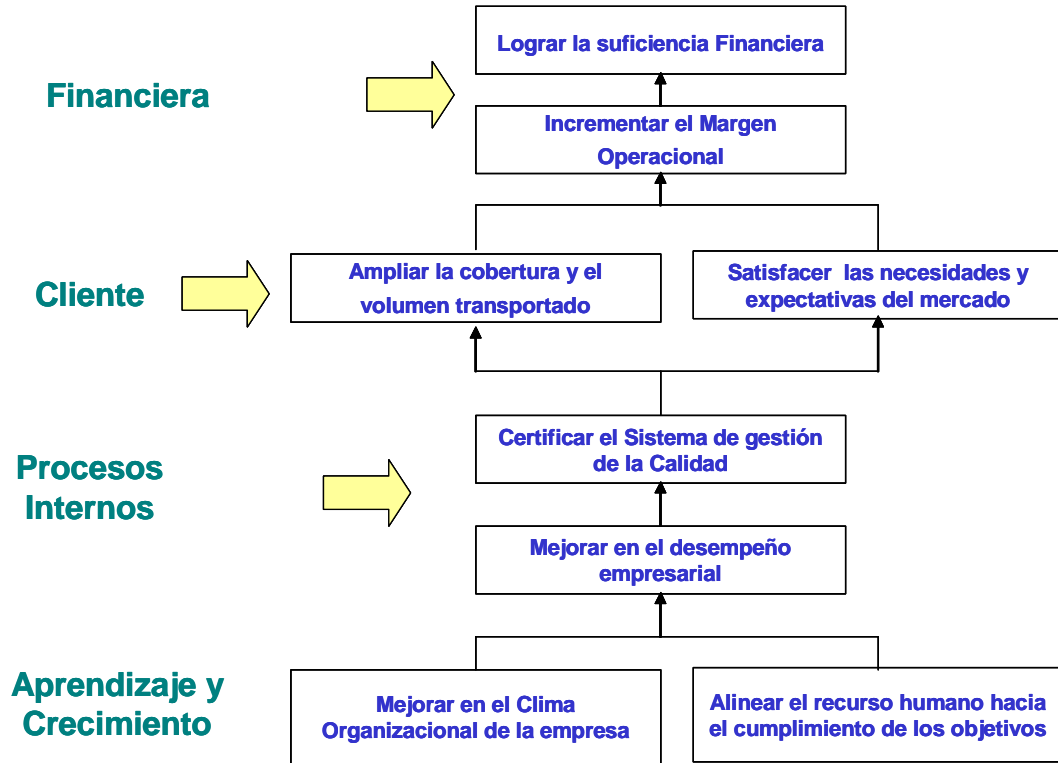 Lograr la suficiencia Financiera
Financiera
Incrementar el Margen
Operacional
Cliente
Ampliar la cobertura y el
volumen transportado
Satisfacer las necesidades y
expectativas del mercado
Procesos
Internos
Certificar el Sistema de gestión
de la Calidad
Mejorar en el desempeño
empresarial
Aprendizaje y
Crecimiento
Mejorar en el Clima
Organizacional de la empresa
Alinear el recurso humano hacia
el cumplimiento de los objetivos